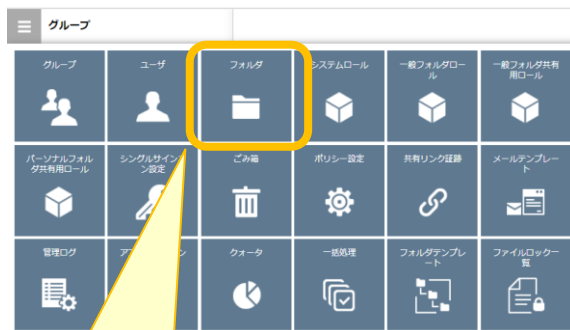 グループ
グループ
ユーザ
フォルダ
システムロール
一般フォルダロー
ル
一般フォルダ共有
用ロール
パーソナルフォル
ダ共有用ロール
シングルサインオ
ン設定
ごみ箱
ポリシー設定
共有リンク証跡
メールテンプレー
ト
管理ログ
クォータ
一括処理
フォルダテンプレ
ート
ファイルロック一
覧